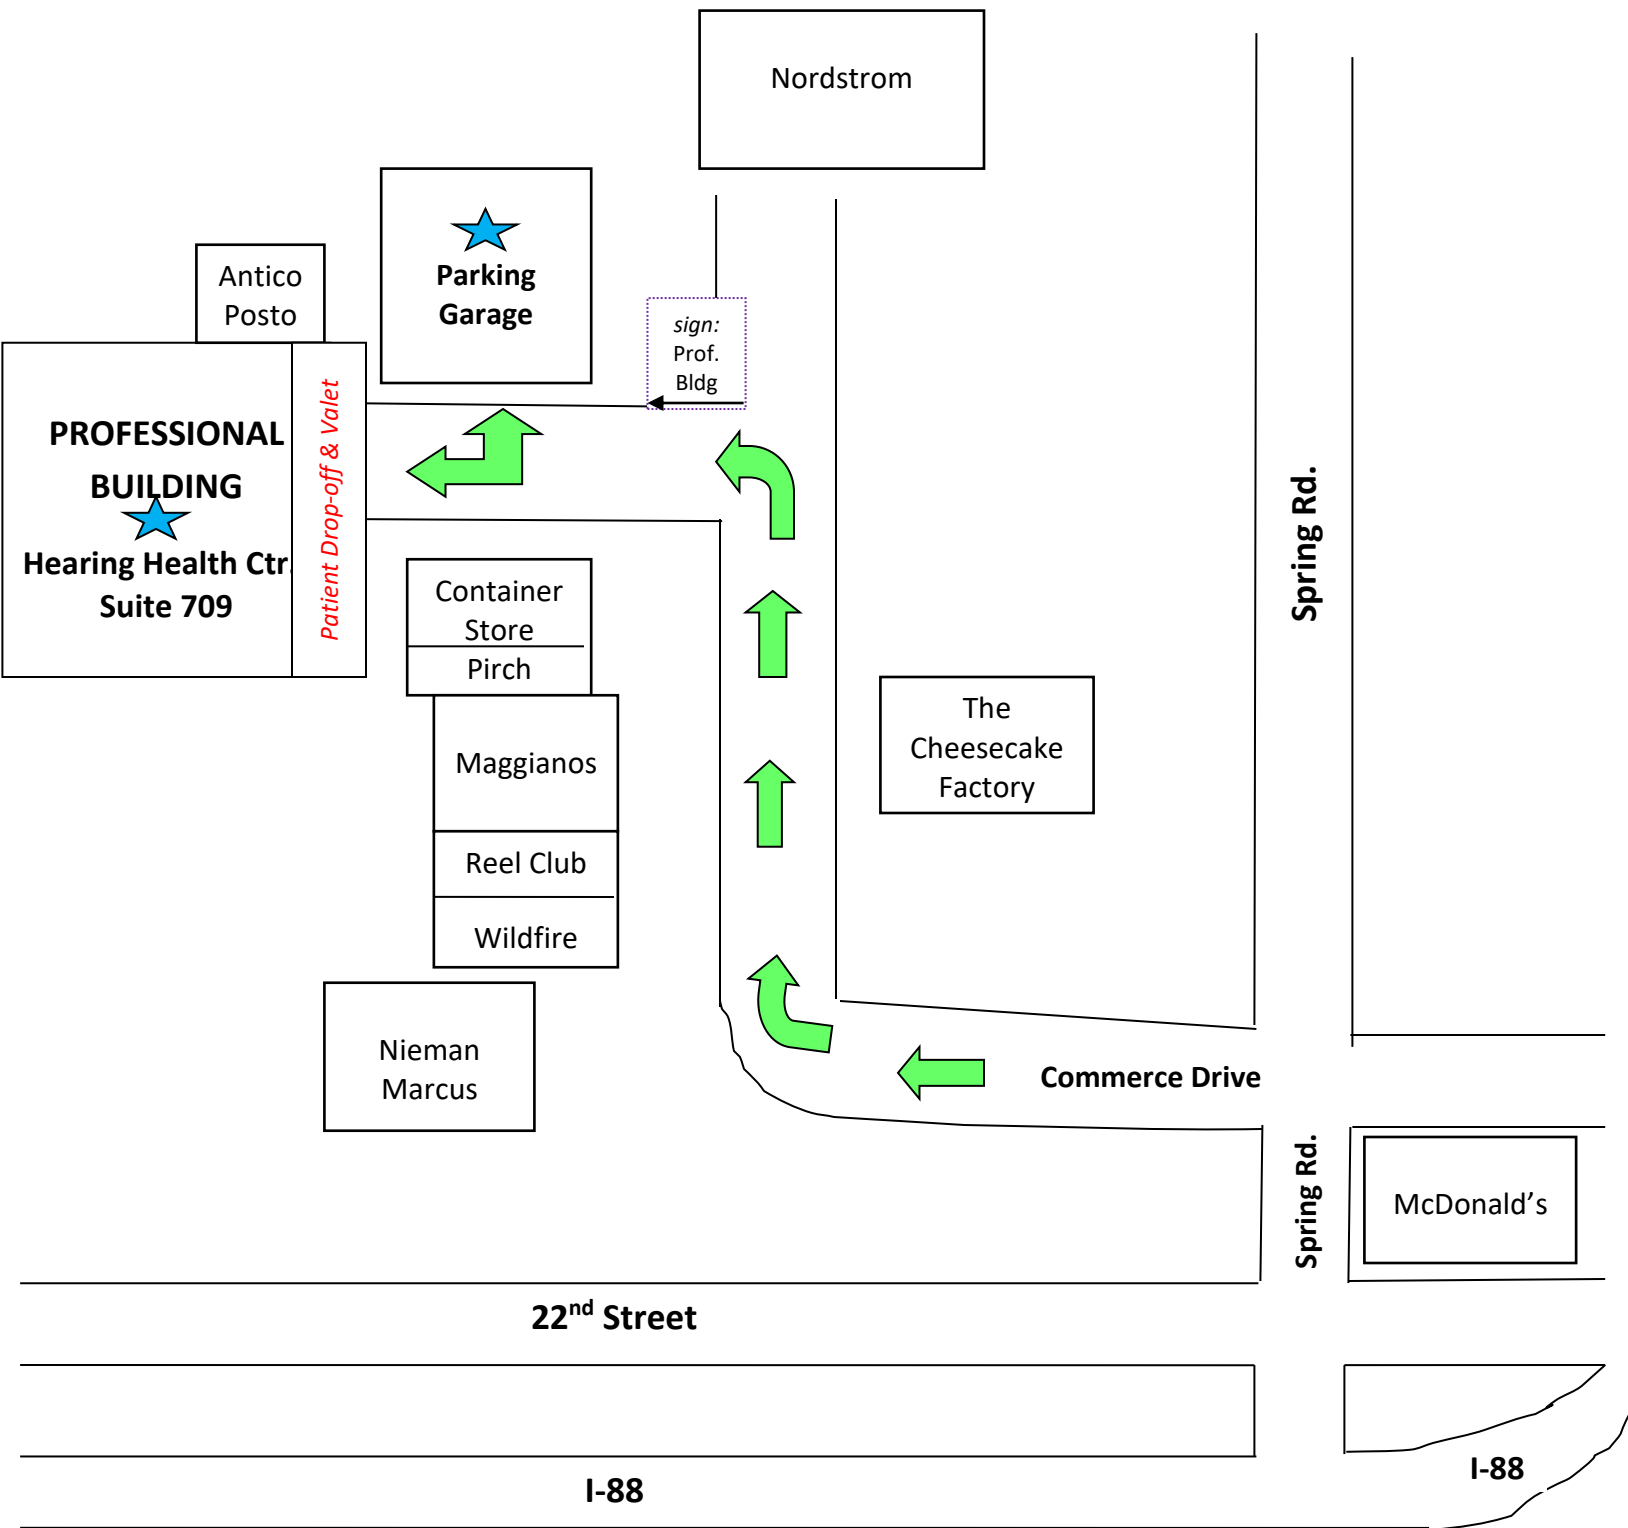 Nordstrom
Parking
Garage
Antico
Posto
sign:
Prof.
Bldg
PROFESSIONAL
BUILDING
Hearing Health Ctr.
Suite 709
Patient Drop-off & Valet
Spring Rd.
Container
Store
Pirch
The
Cheesecake
Factory
Maggianos
Reel Club
Wildfire
Nieman
Marcus
Commerce Drive
Spring Rd.
McDonald’s
22nd Street
I-88
I-88